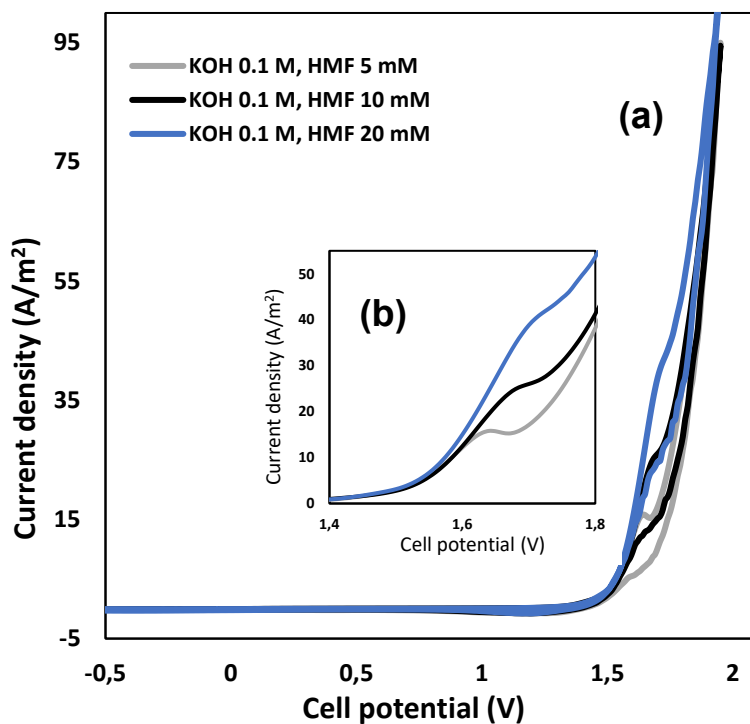 95
75
55
35
15
-5
Current density (A/m²)
KOH 0.1 M, HMF 5 mM
KOH 0.1 M, HMF 10 mM
KOH 0.1 M, HMF 20 mM
(a)
(b)
50
40
30
20
10
0
Current density (A/m²)
1,4
1,6
1,8
Cell potential (V)
-0,5
0
0,5
1
1,5
2
Cell potential (V)